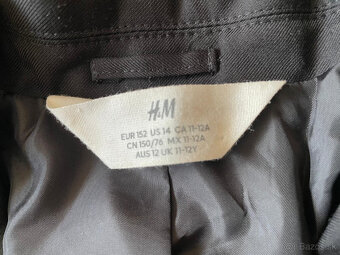 H&M
EUR 152 US 14 CA 11-12A
CN 150/76 MX 11-12A
AUS 12 UK 11-12Y